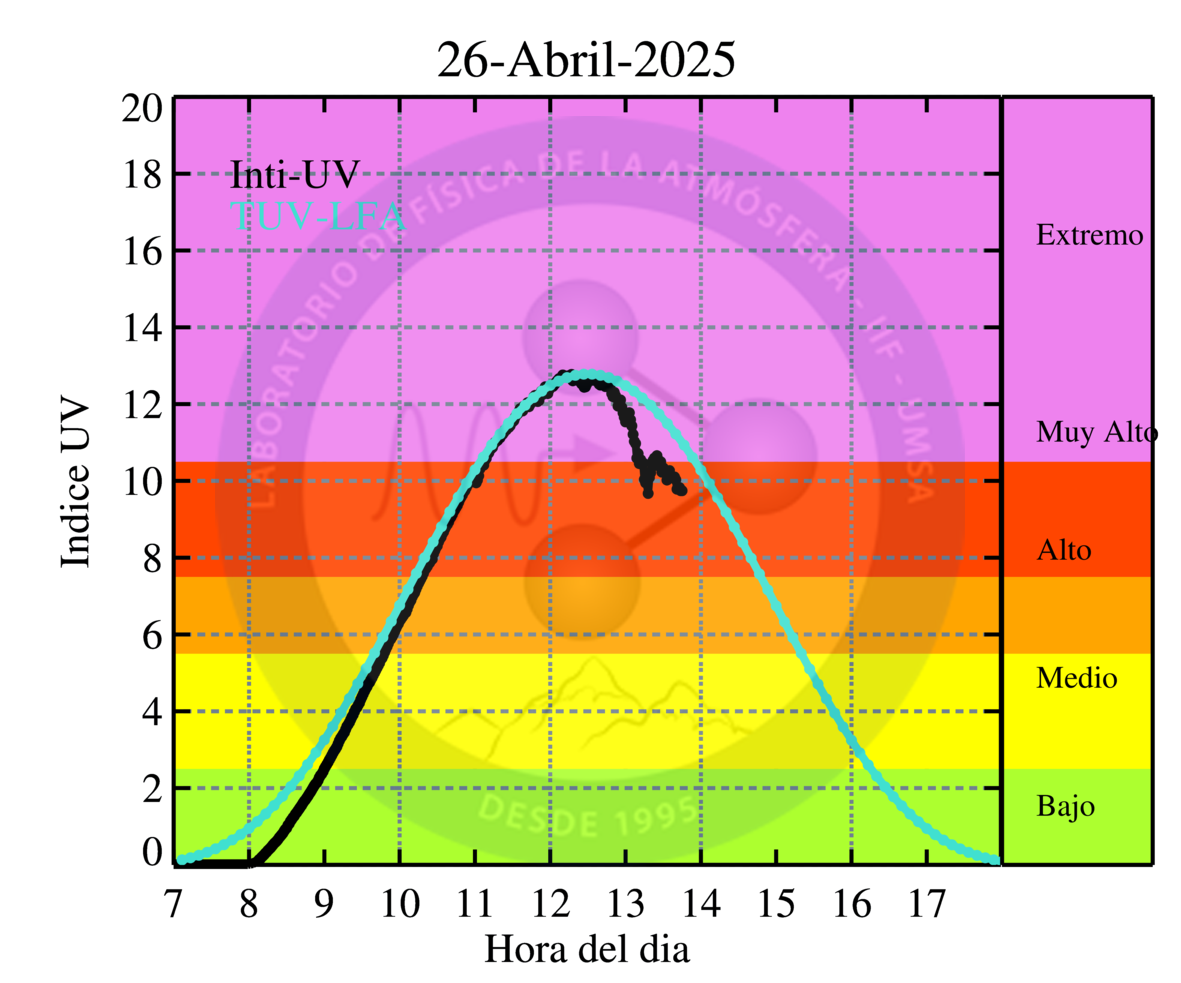 26-Abril-2025
Inti-UV
TUV-LFA
Indice UV
20
18
16
14
12
10
8
6
4
2
0
7 8 9 10 11 12 13 14 15 16 17
Hora del dia
Extremo
Muy Alto
Alto
Medio
Bajo
LABORATORIO DE FÍSICA DE LA ATMÓSFERA - IIF - UMSA
DESDE 1995